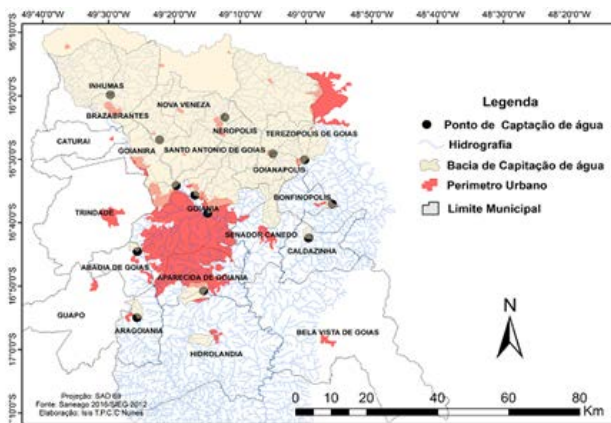 49°40'0"W 49°30'0"W 49°20'0"W 49°10'0"W 49°0'0"W 48°50'0"W 48°40'0"W 48°30'0"W 48°20'0"W
16°10'0"S
16°20'0"S
16°30'0"S
16°40'0"S
16°50'0"S
17°0'0"S
INHUMAS
BRAZABRANTES
NOVA VENEZA
NEROPOLIS
TEREZOPOLIS DE GOIAS
CATURAI
GOIANIRA
SANTO ANTONIO DE GOIAS
GOIANAPOLIS
BONFINOPOLIS
TRINDADE
GOIANIA
SENADOR CANEDO
CALDAZINHA
ABADIA DE GOIAS
APARECIDA DE GOIANIA
GUAPO
ARAGOIANIA
HIDROLANDIA
BELA VISTA DE GOIAS
Legenda
Ponto de Captação de água
Hidrografia
Bacia de Capitação de água
Perimetro Urbano
Limite Municipal
N
0 10 20 40 60 80
Km
Projeção: SAD 69
Fonte: Saneago 2016/SIEG 2012
Elaboração: Isis T.P.C.C Nunes